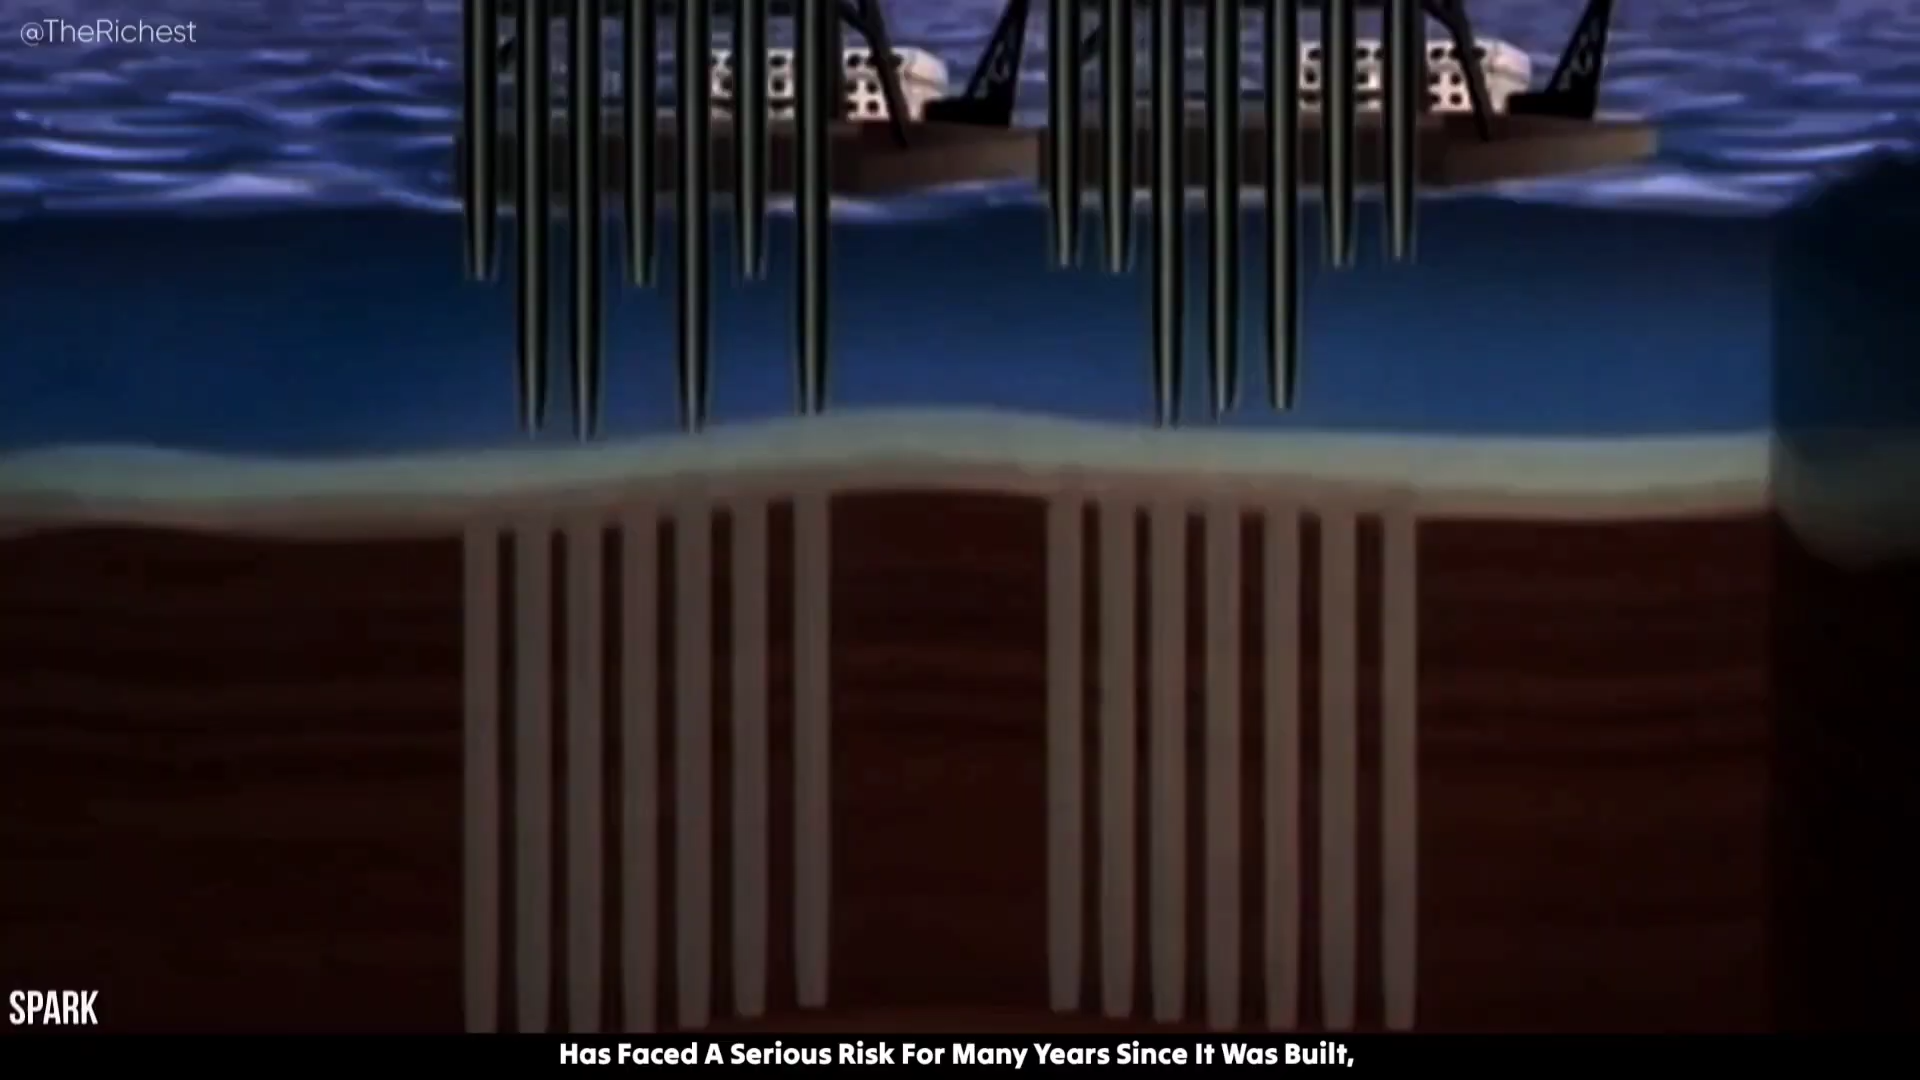 @TheRichest
SPARK
Has Faced A Serious Risk For Many Years Since It Was Built,